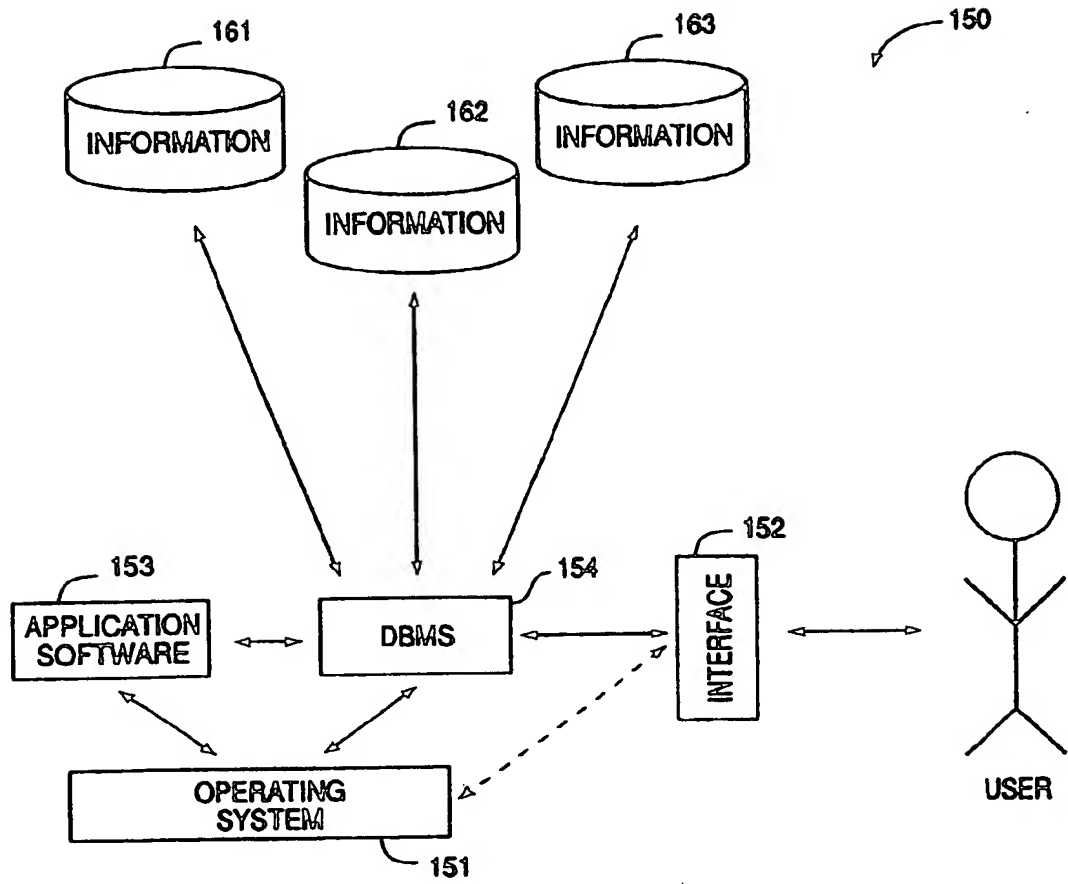 161
163
150
162
INFORMATION
INFORMATION
INFORMATION
152
153
154
APPLICATION
SOFTWARE
DBMS
INTERFACE
OPERATING
SYSTEM
USER
151